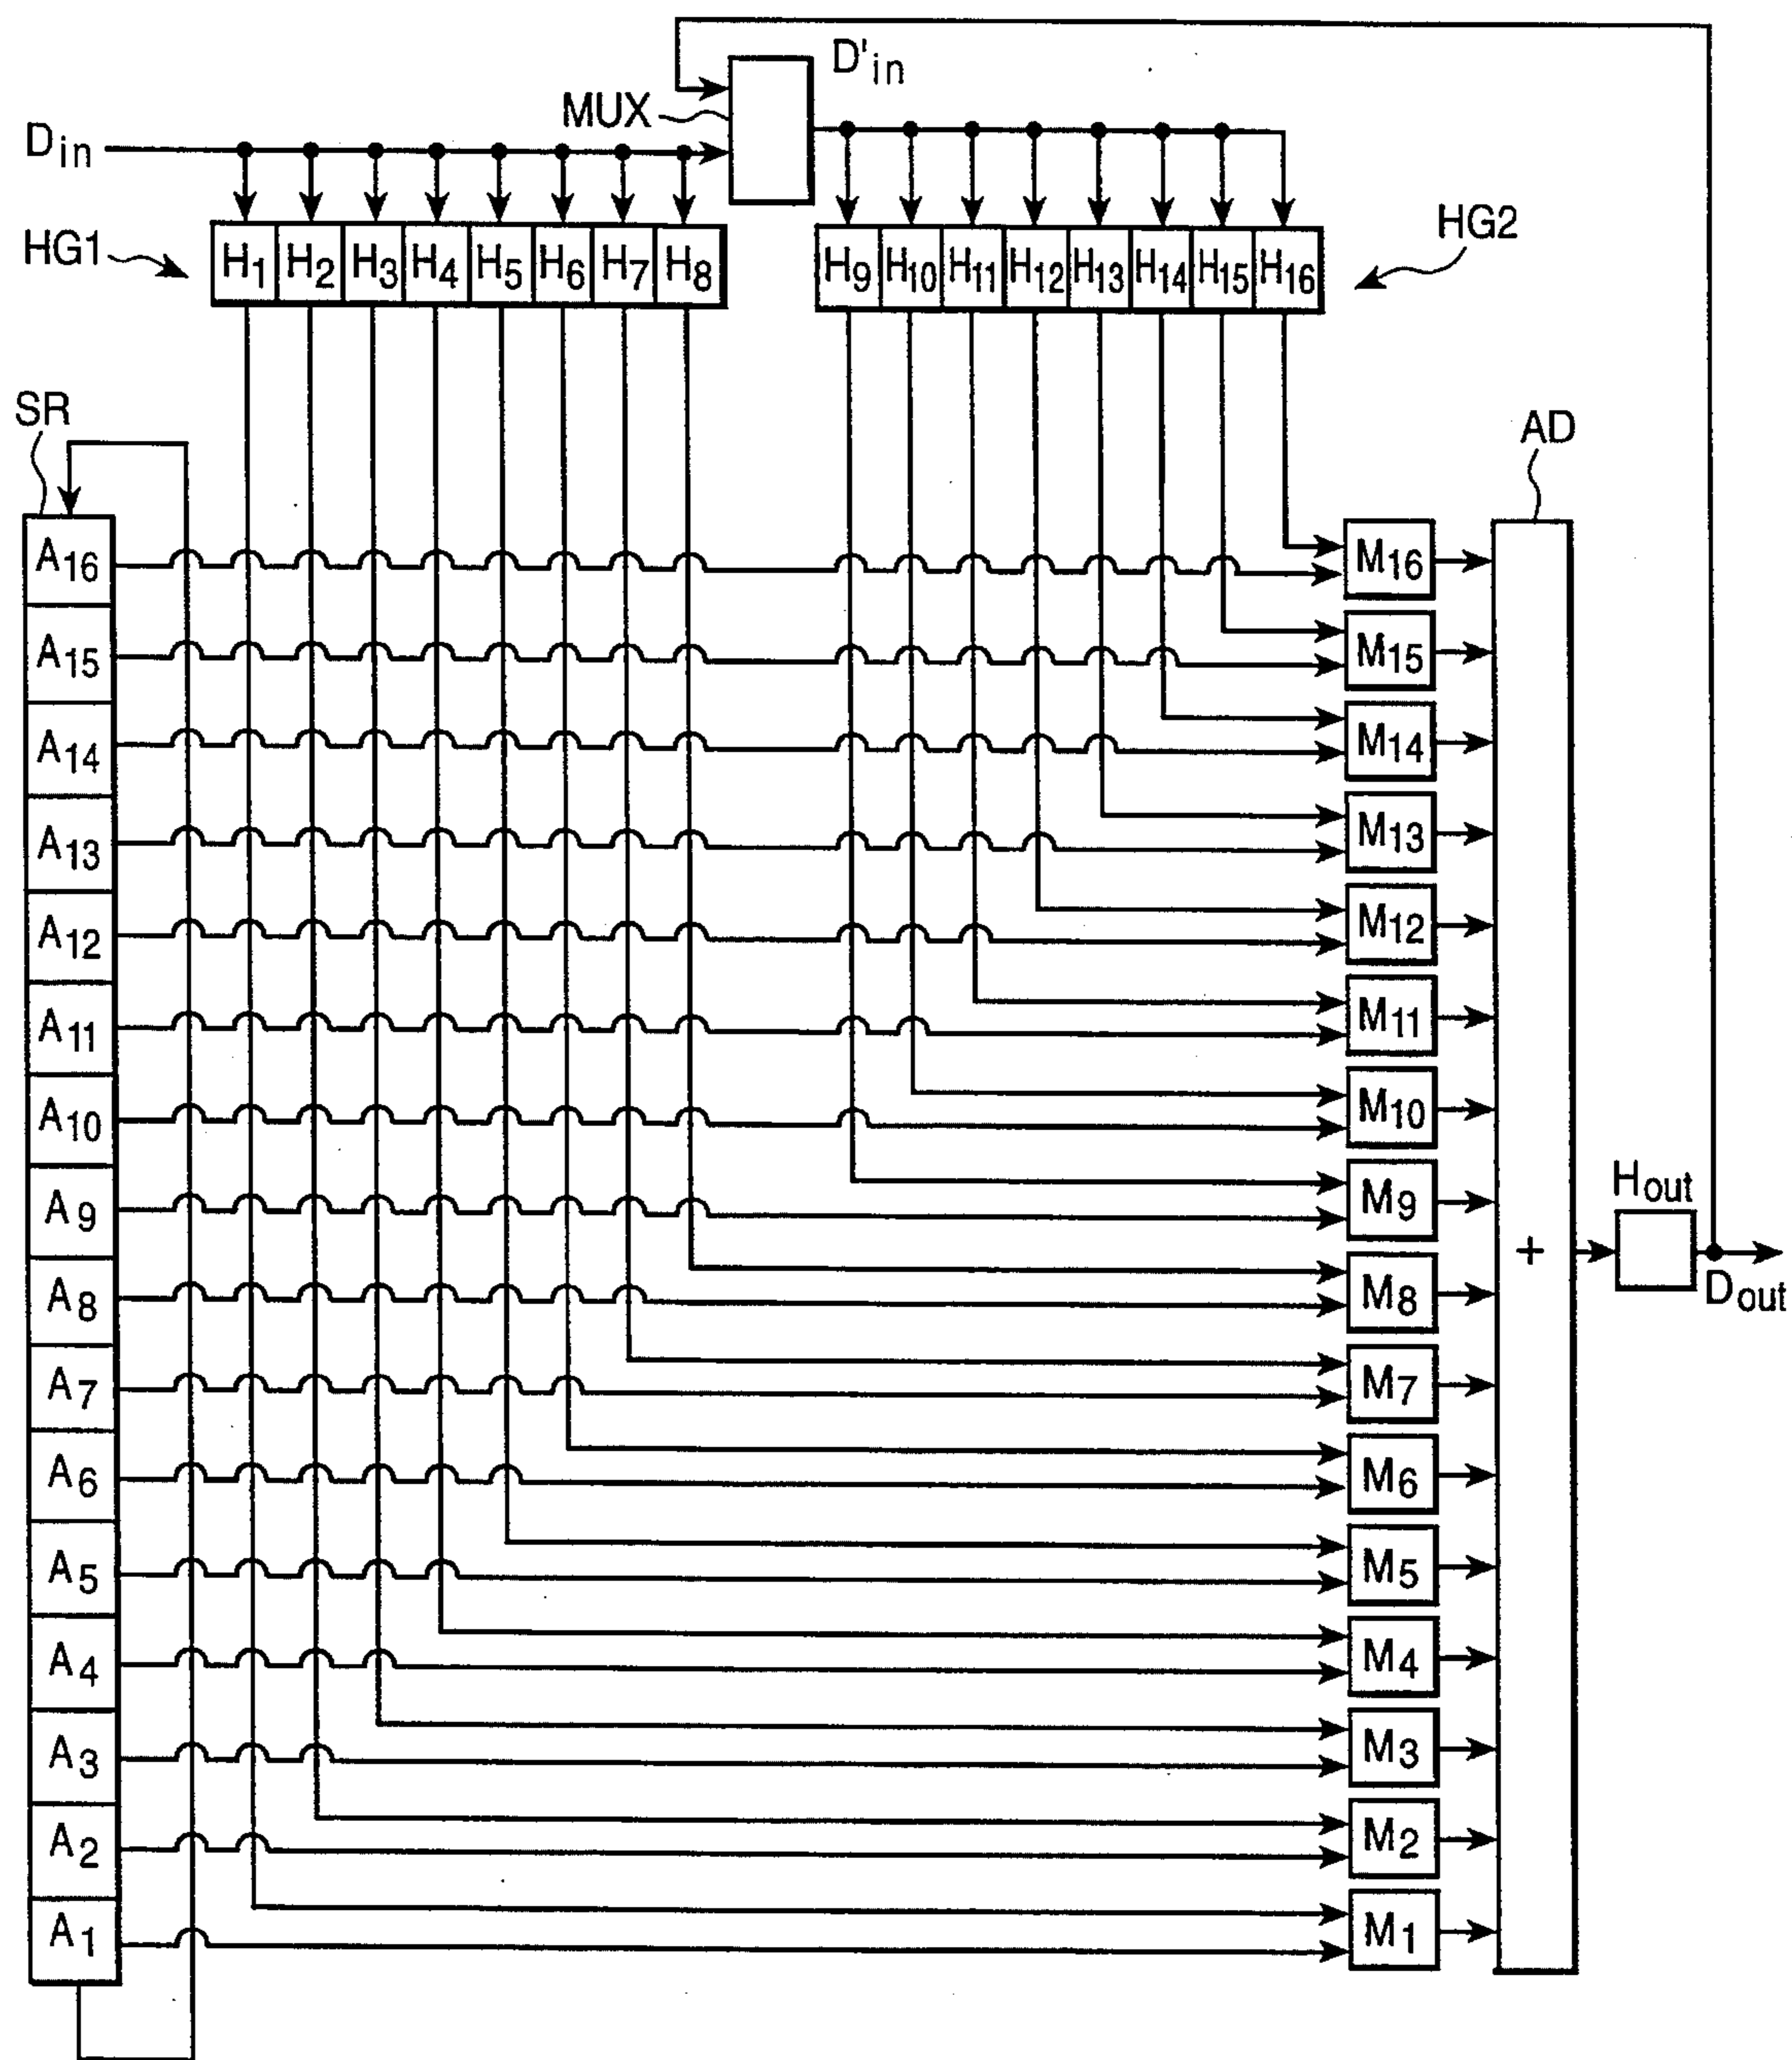 D'in
MUX
Din
HG1
H1 H2 H3 H4 H5 H6 H7 H8
H9 H10 H11 H12 H13 H14 H15 H16
HG2
SR
AD
A16
M16
A15
M15
A14
M14
A13
M13
A12
M12
A11
M11
A10
M10
A9
M9
Hout
A8
+
M8
Dout
A7
M7
A6
M6
A5
M5
A4
M4
A3
M3
A2
M2
A1
M1